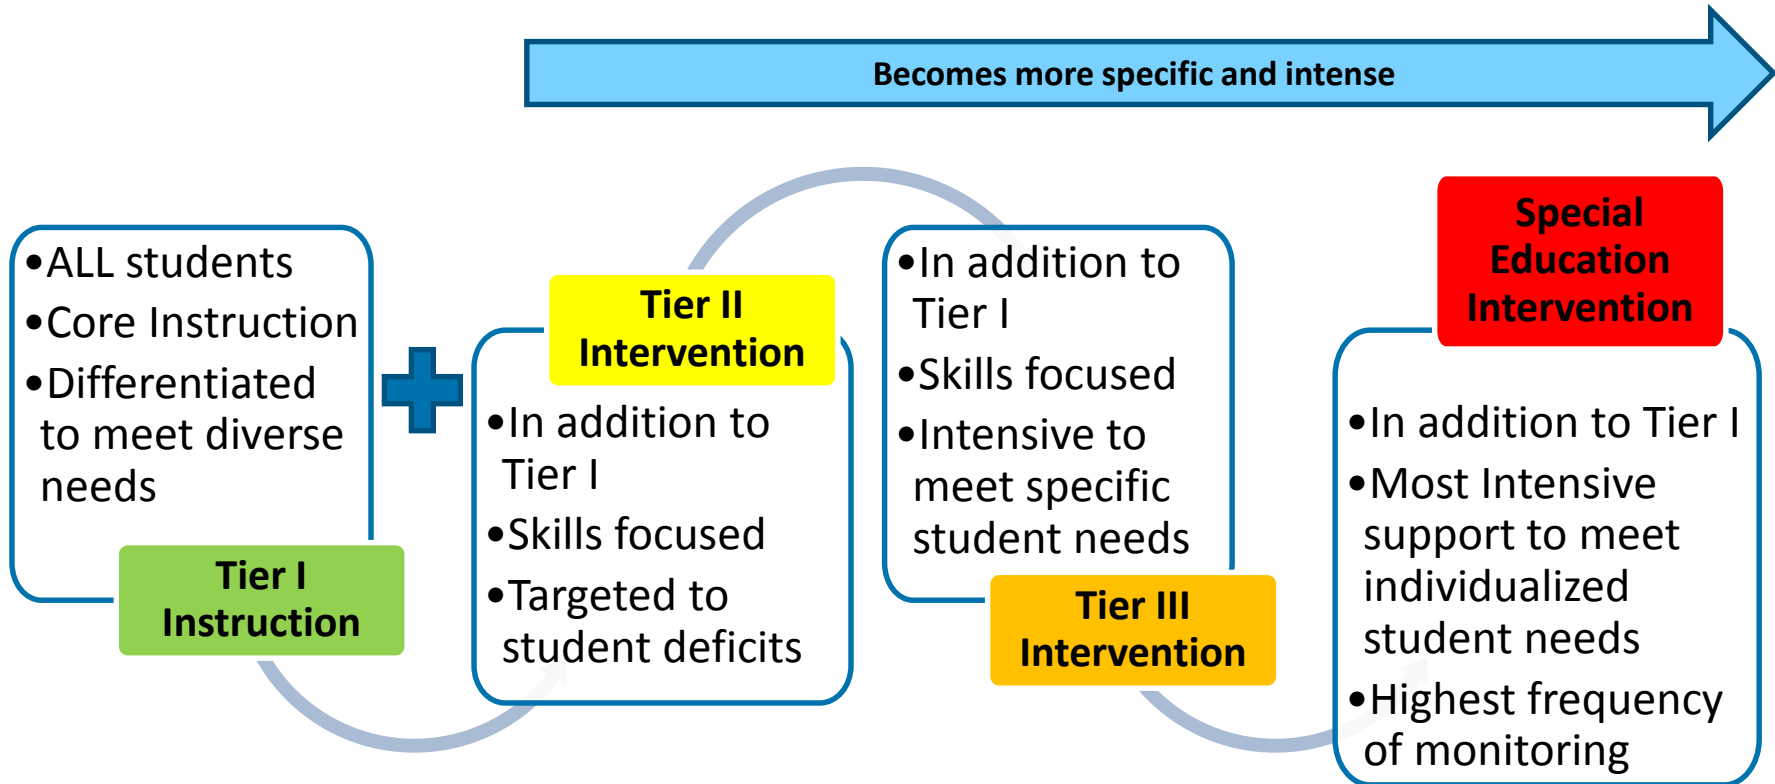 Becomes more specific and intense
•ALL students
•Core Instruction
•Differentiated
to meet diverse
needs
Tier I
Instruction
Tier II
Intervention
•In addition to
Tier I
•Skills focused
•Targeted to
student deficits
•In addition to
Tier I
•Skills focused
•Intensive to
meet specific
student needs
Tier III
Intervention
Special
Education
Intervention
•In addition to Tier I
•Most Intensive
support to meet
individualized
student needs
•Highest frequency
of monitoring